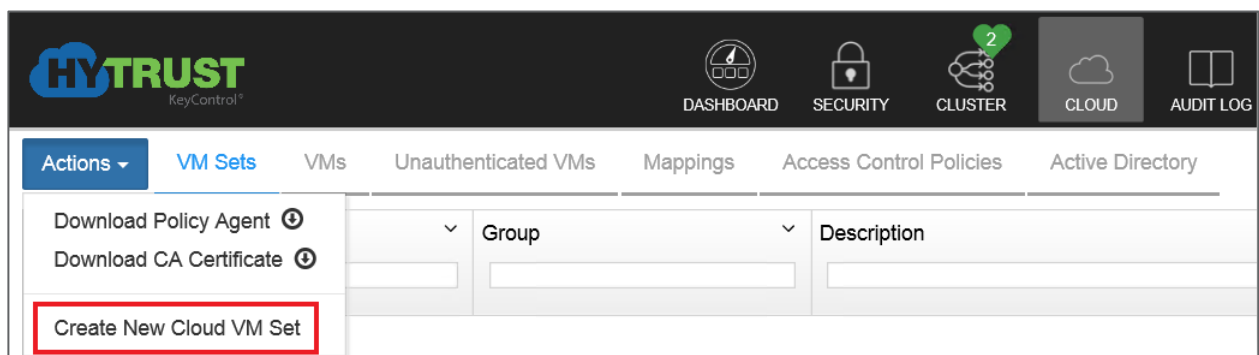 HYTRUST
KeyControl®
2
DASHBOARD SECURITY CLUSTER CLOUD AUDIT LOG
Actions VM Sets VMs Unauthenticated VMs Mappings Access Control Policies Active Directory
Download Policy Agent
Group Description
Download CA Certificate
Create New Cloud VM Set